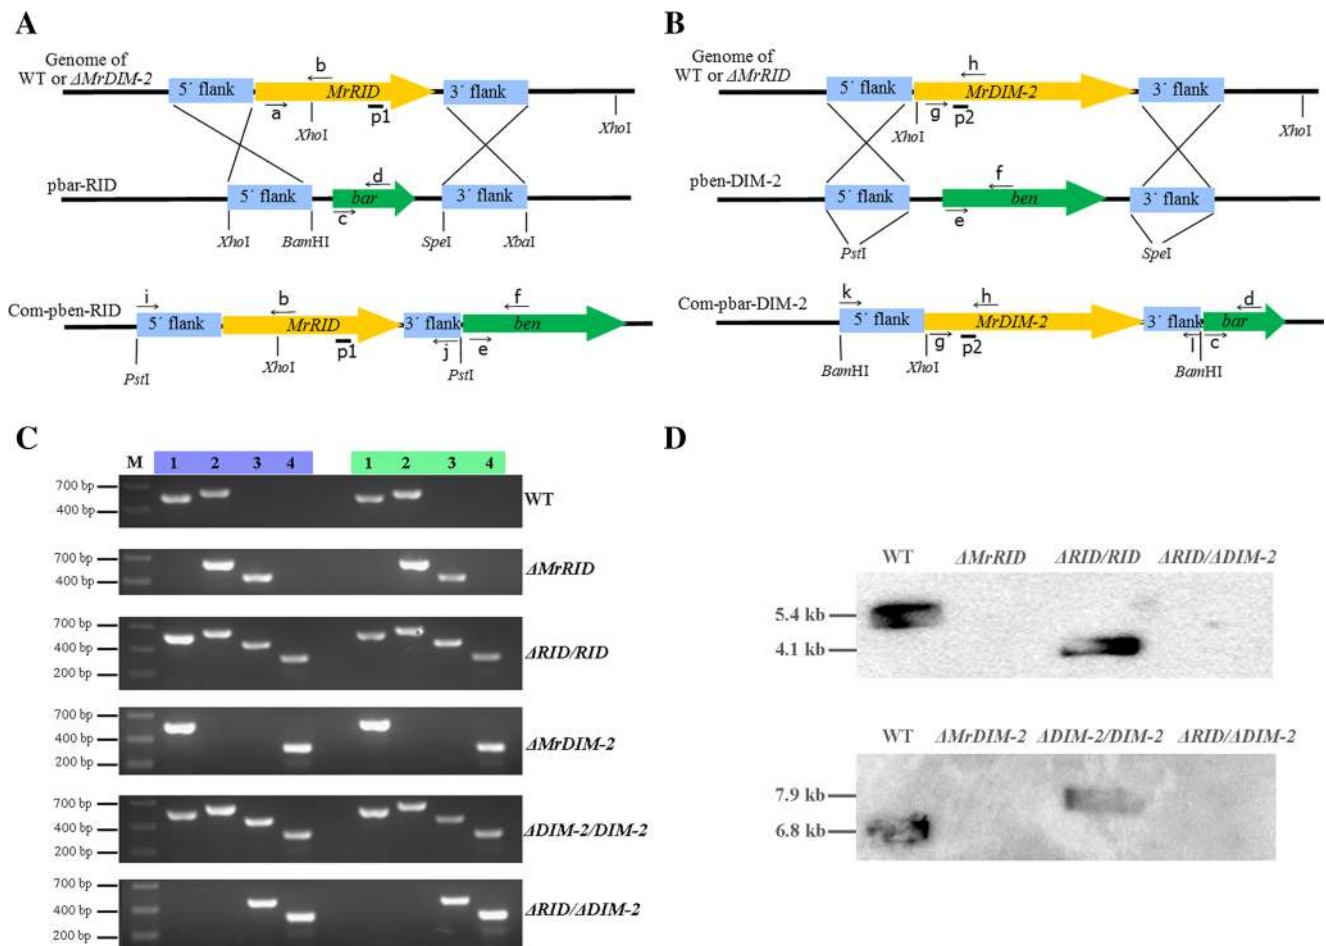 A
Genome of
WT or ΔMrDIM-2
5´ flank
b
MrRID
3´ flank
a
p1
XhoI
XhoI
pbar-RID
5´ flank
d
bar
3´ flank
c
XhoI
BamHI
SpeI
XbaI
Com-pben-RID
i
b
f
5´ flank
MrRID
3´ flank
ben
p1
j
e
XhoI
PstI
PstI
B
Genome of
WT or ΔMrRID
5´ flank
h
MrDIM-2
3´ flank
g
p2
XhoI
XhoI
pben-DIM-2
5´ flank
f
ben
3´ flank
e
PstI
SpeI
Com-pbar-DIM-2
k
h
d
5´ flank
MrDIM-2
3´ flank
bar
g
p2
l
c
BamHI
XhoI
BamHI
C
M 1 2 3 4 1 2 3 4
700 bp
400 bp
WT
700 bp
400 bp
ΔMrRID
700 bp
400 bp
200 bp
ΔRID/RID
700 bp
400 bp
200 bp
ΔMrDIM-2
700 bp
400 bp
200 bp
ΔDIM-2/DIM-2
700 bp
400 bp
200 bp
ΔRID/ΔDIM-2
D
WT ΔMrRID ΔRID/RID ΔRID/ΔDIM-2
5.4 kb
4.1 kb
WT ΔMrDIM-2 ΔDIM-2/DIM-2 ΔRID/ΔDIM-2
7.9 kb
6.8 kb